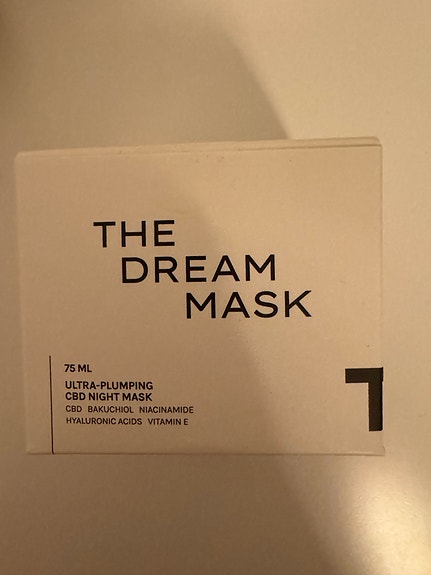 THE
DREAM
MASK
75 ML
ULTRA-PLUMPING
CBD NIGHT MASK
CBD BAKUCHIOL NIACINAMIDE
HYALURONIC ACIDS VITAMIN E